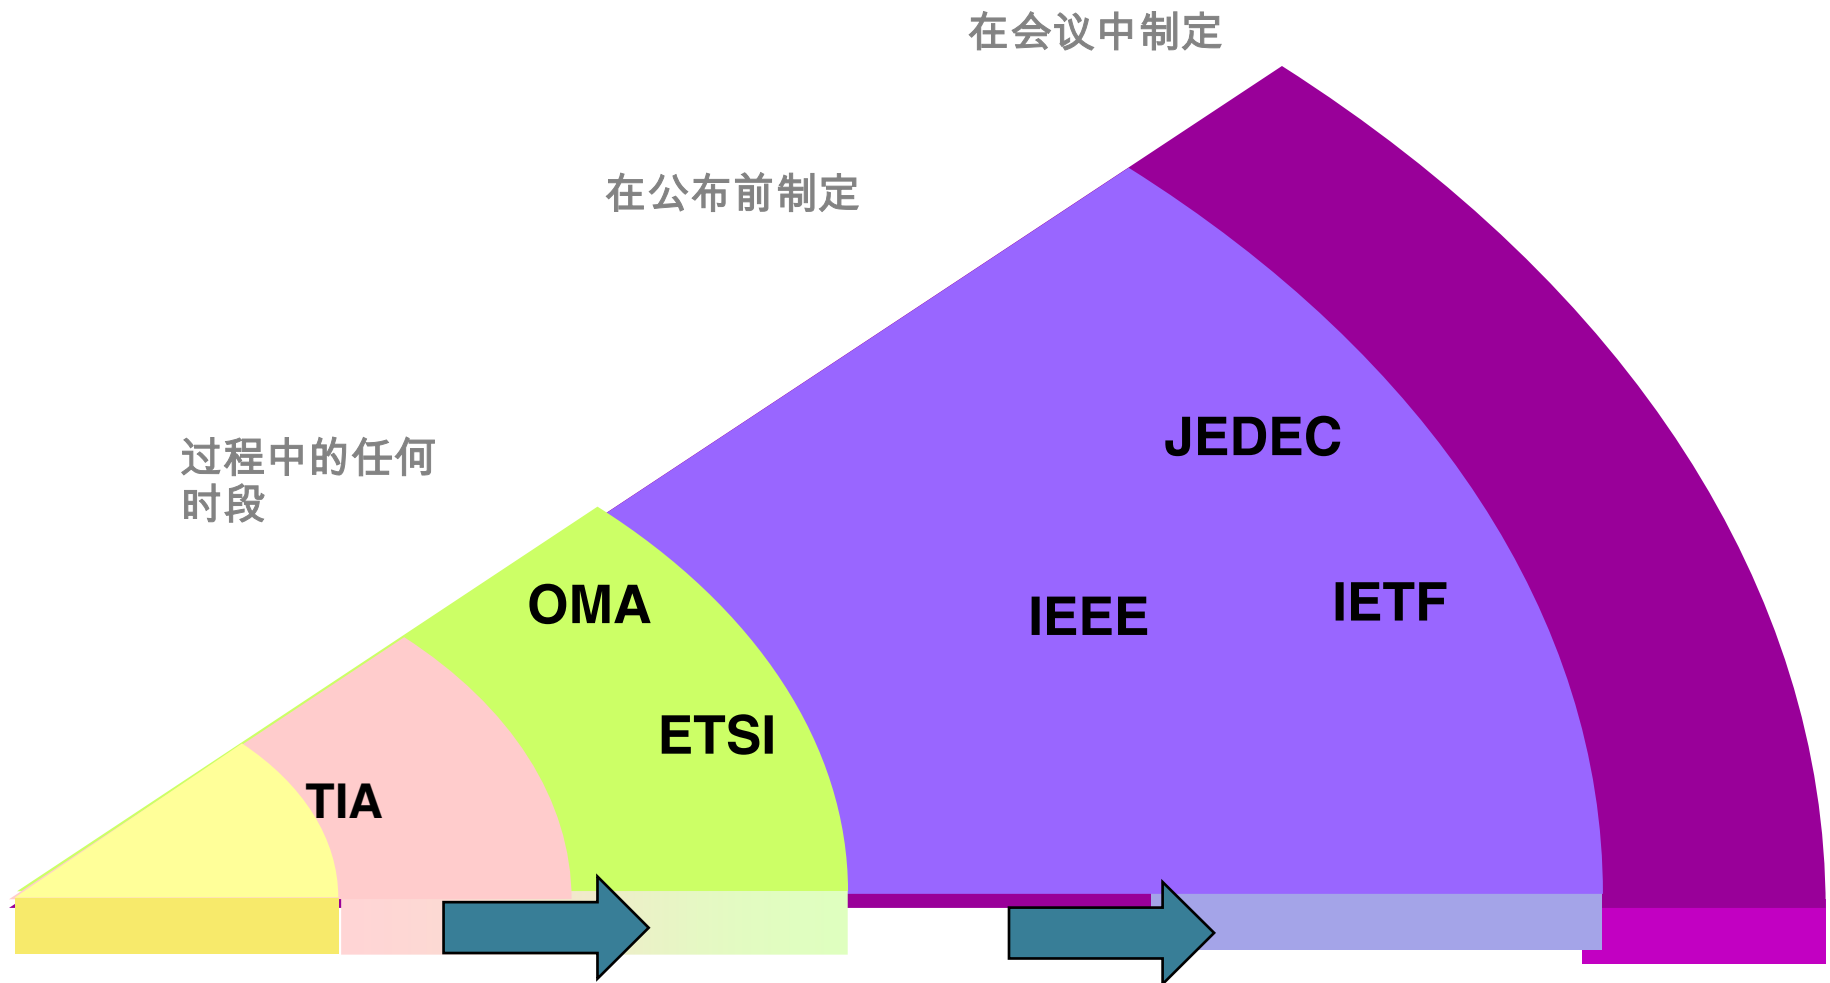 在会议中制定
在公布前制定
过程中的任何
时段
JEDEC
OMA
IEEE
IETF
ETSI
TIA